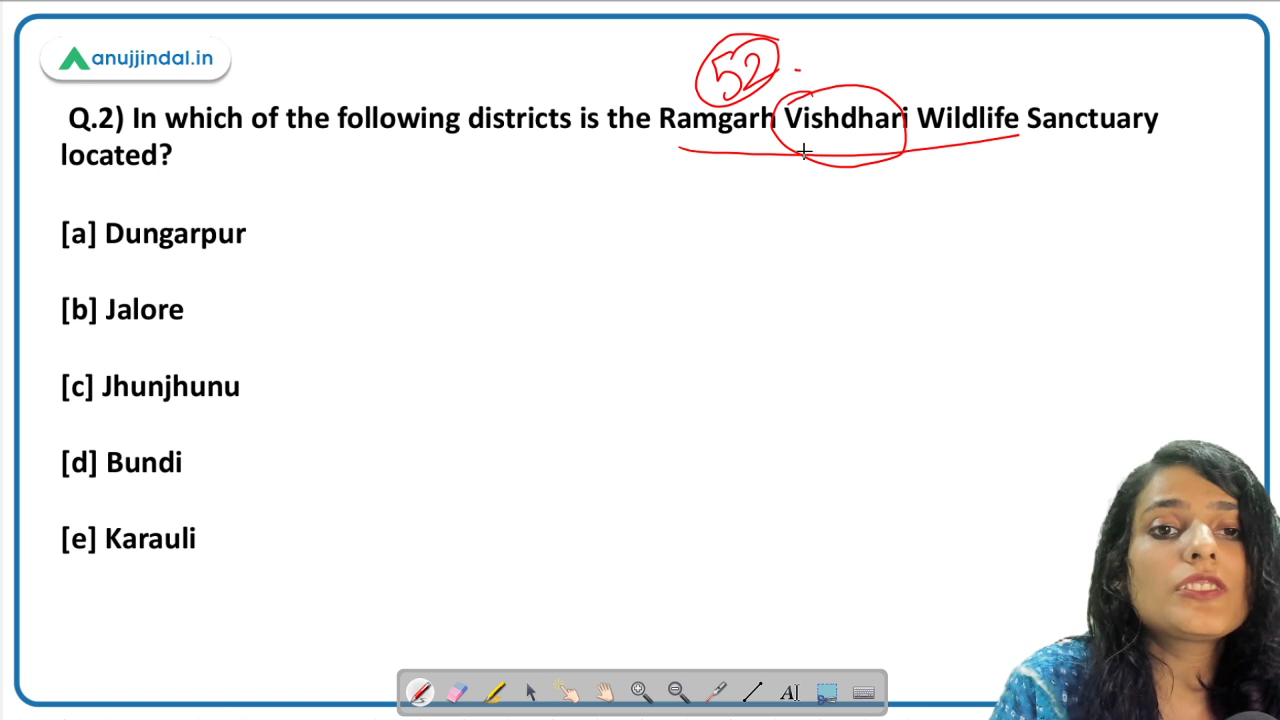 anujjindal.in
52
Q.2) In which of the following districts is the Ramgarh Vishdhari Wildlife Sanctuary
located?
[a] Dungarpur
[b] Jalore
[c] Jhunjhunu
[d] Bundi
[e] Karauli
AI